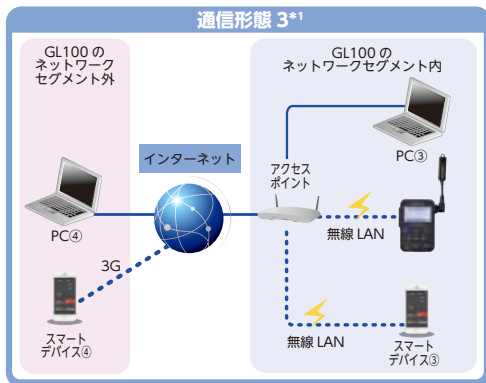 通信形態 3*1
GL100 の
ネットワーク
セグメント外
GL100 の
ネットワークセグメント内
インターネット
PC③
アクセス
ポイント
PC④
無線 LAN
3G
スマート
デバイス④
無線 LAN
スマート
デバイス③